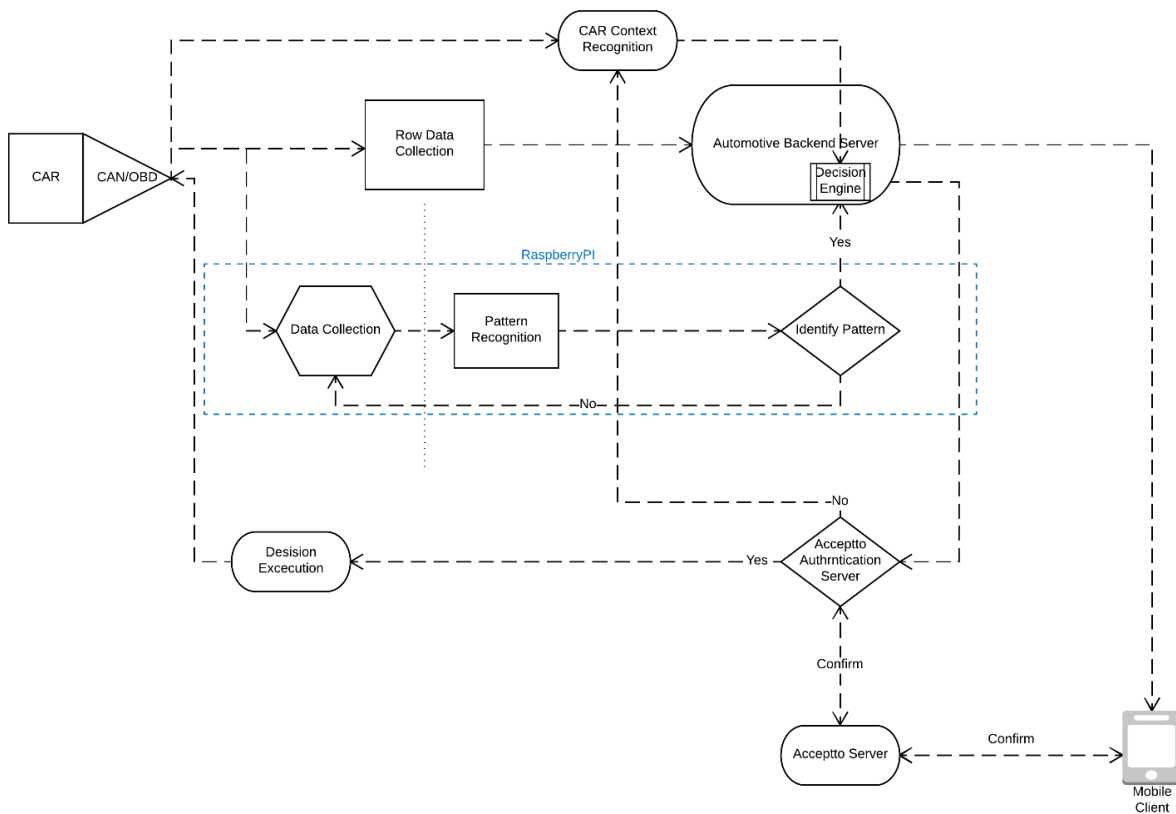 CAR Context
Recognition
Row Data
Collection
Automotive Backend Server
CAR
CAN/OBD
Decision
Engine
Yes
RaspberryPI
Data Collection
Pattern
Recognition
Identify Pattern
No
No
Desision
Excecution
Yes
Acceptto
Authrntication
Server
Confirm
Acceptto Server
Confirm
Mobile
Client